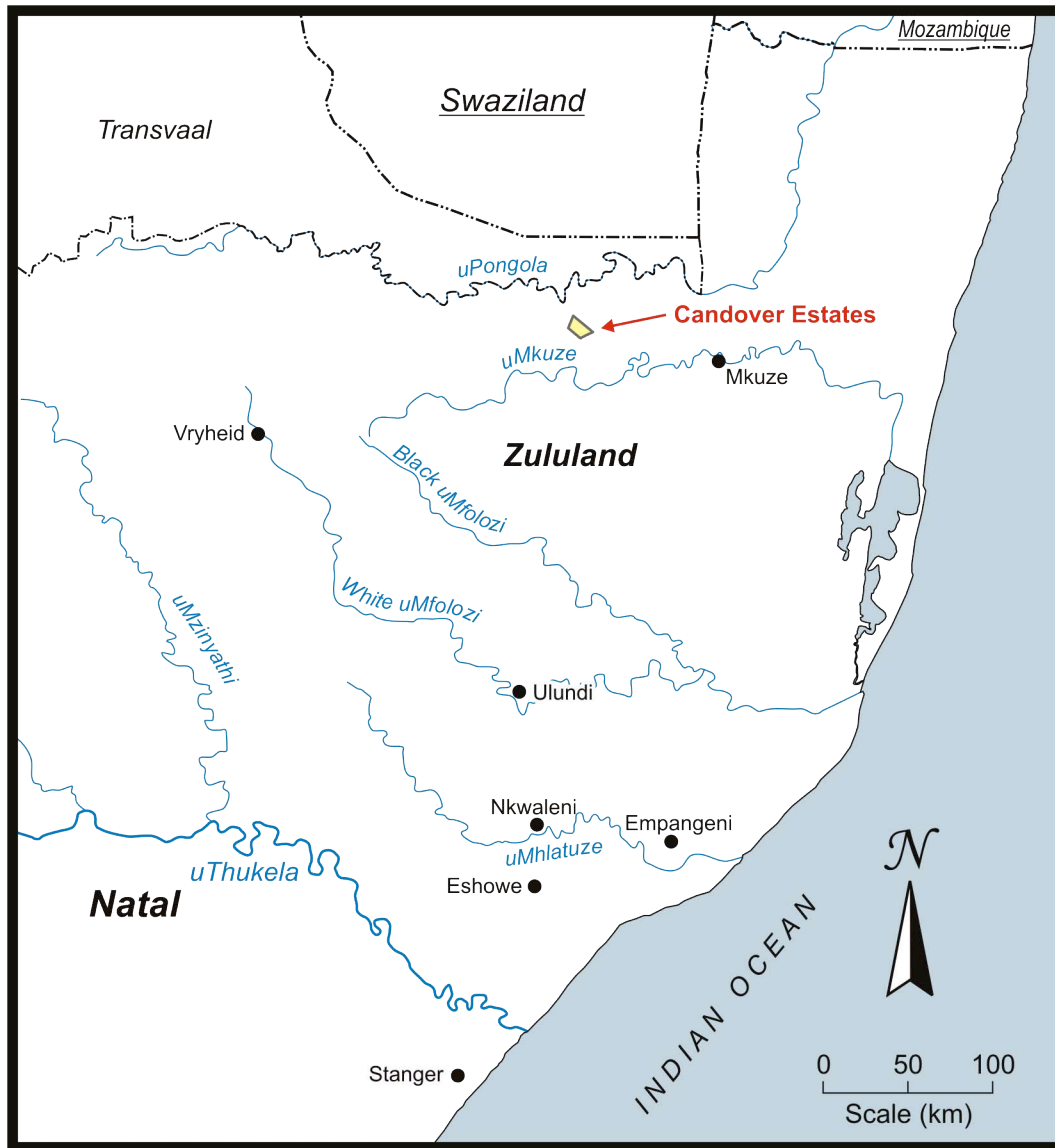 Mozambique
Swaziland
Transvaal
uPongola
Candover Estates
uMkuze
Mkuze
Vryheid
Zululand
Black uMfolozi
White uMfolozi
uMzinyathi
Ulundi
Nkwaleni
Empangeni
uMhlatuze
uThukela
Eshowe
Natal
N
INDIAN OCEAN
Stanger
0 50 100
Scale (km)